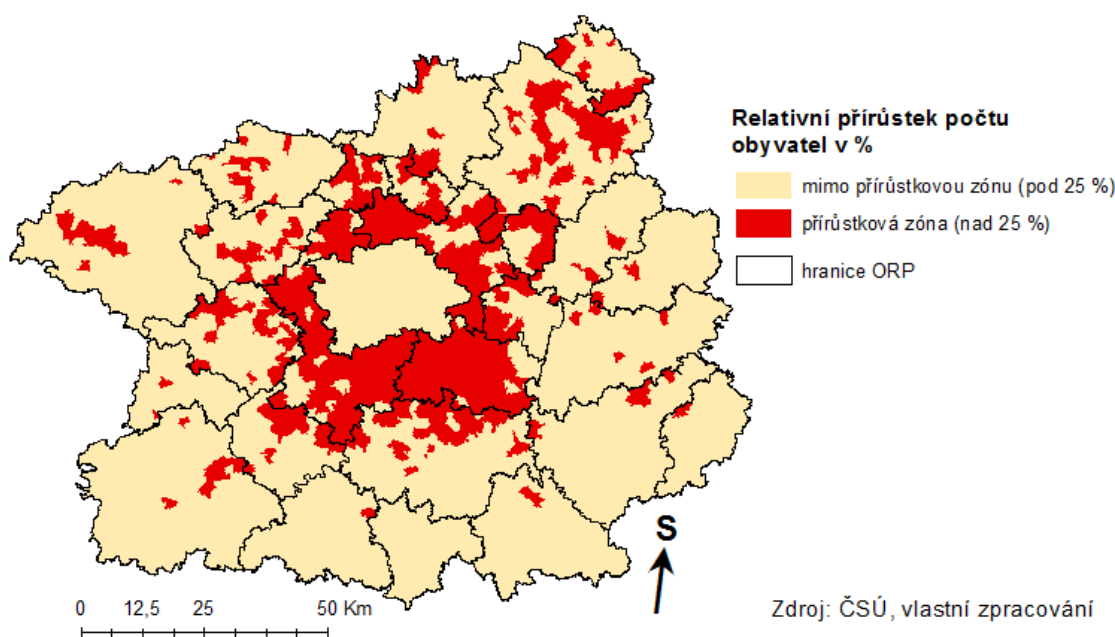 Relativní přírůstek počtu
obyvatel v %
mimo přírůstkovou zónu (pod 25 %)
přírůstková zóna (nad 25 %)
hranice ORP
S
0 12,5 25 50 Km
Zdroj: ČSÚ, vlastní zpracování